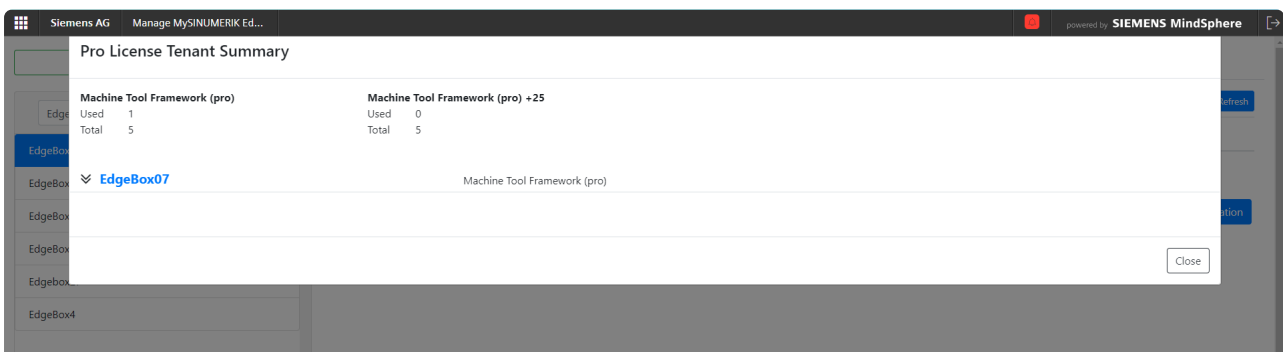 Siemens AG Manage MySINUMERIK Ed... powered by SIEMENS MindSphere
Pro License Tenant Summary
Machine Tool Framework (pro) Machine Tool Framework (pro) +25
Used 1 Used 0
Total 5 Total 5
EdgeBox07 Machine Tool Framework (pro)
Close
EdgeBox4